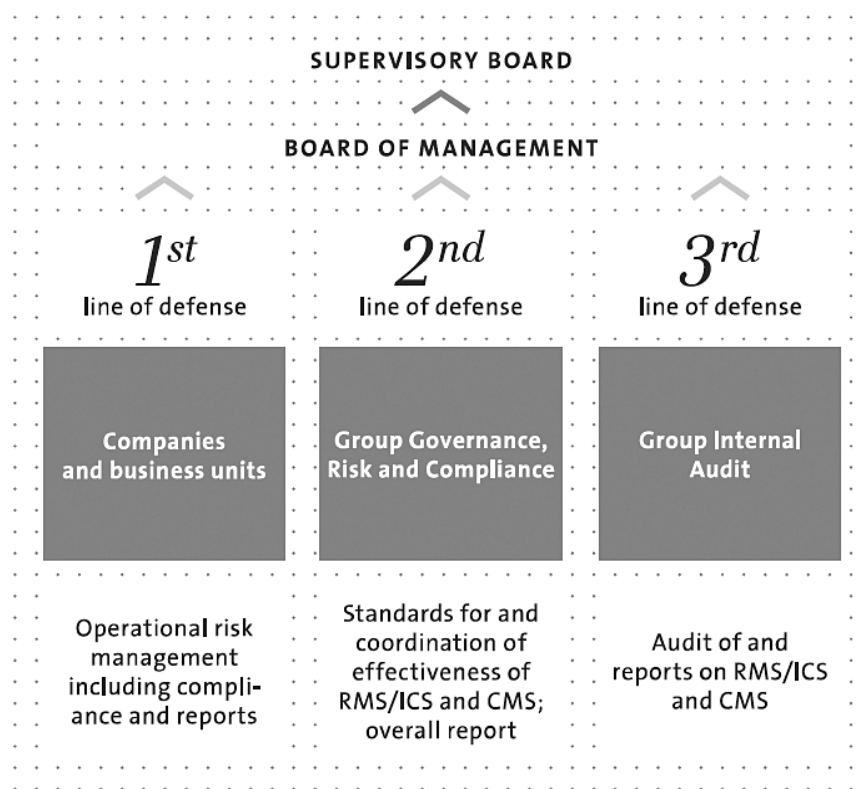 SUPERVISORY BOARD
BOARD OF MANAGEMENT
1st
line of defense
Companies
and business units
Operational risk
management
including compli-
ance and reports
2nd
line of defense
Group Governance,
Risk and Compliance
Standards for and
coordination of
effectiveness of
RMS/ICS and CMS;
overall report
3rd
line of defense
Group Internal
Audit
Audit of and
reports on RMS/ICS
and CMS